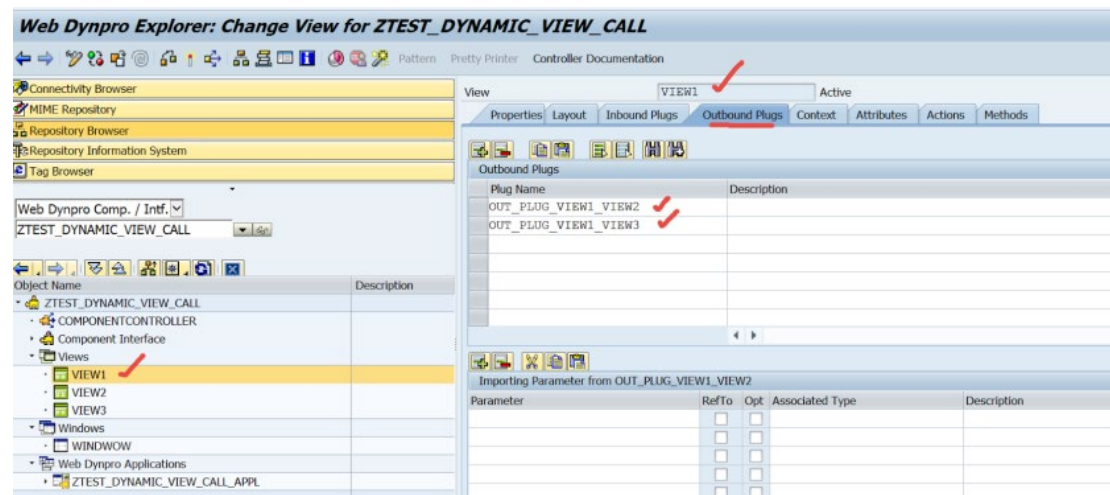 Web Dynpro Explorer: Change View for ZTEST_DYNAMIC_VIEW_CALL
Pattern Pretty Printer Controller Documentation
Connectivity Browser
MIME Repository
Repository Browser
Repository Information System
Tag Browser
Web Dynpro Comp. / Intf.
ZTEST_DYNAMIC_VIEW_CALL
Object Name Description
ZTEST_DYNAMIC_VIEW_CALL
COMPONENTCONTROLLER
Component Interface
Views
VIEW1
VIEW2
VIEW3
Windows
WINDWOW
Web Dynpro Applications
ZTEST_DYNAMIC_VIEW_CALL_APPL
View VIEW1 Active
Properties Layout Inbound Plugs Outbound Plugs Context Attributes Actions Methods
Outbound Plugs
Plug Name Description
OUT_PLUG_VIEW1_VIEW2
OUT_PLUG_VIEW1_VIEW3
Importing Parameter from OUT_PLUG_VIEW1_VIEW2
Parameter RefTo Opt Associated Type Description